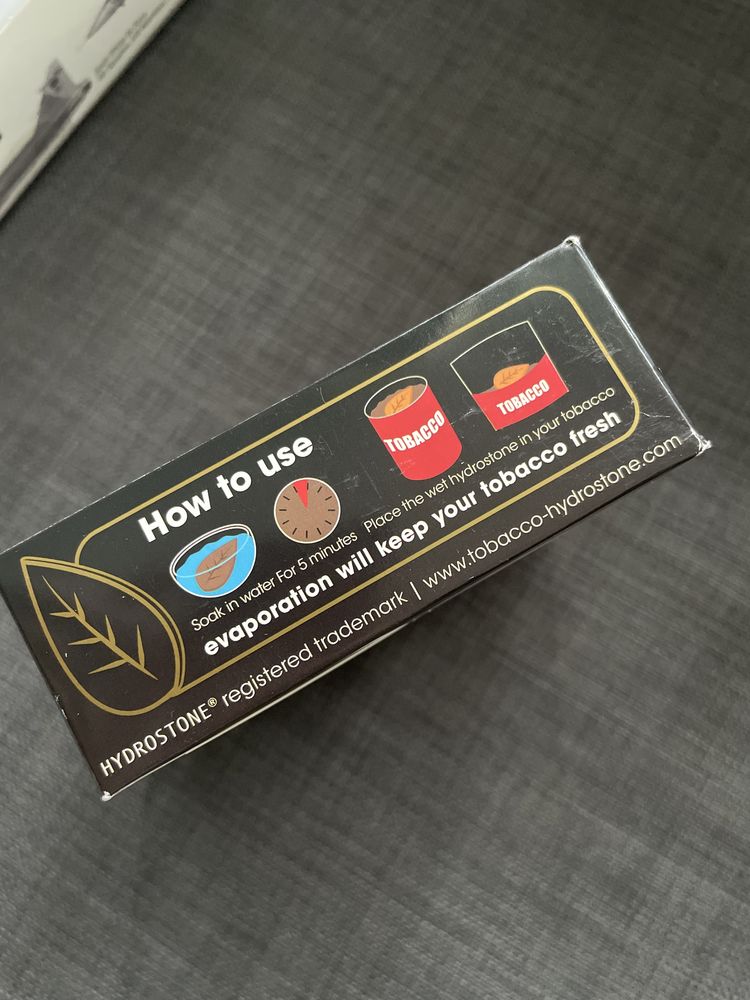 How to use
TOBACCO
TOBACCO
Soak in water For 5 minutes Place the wet hydrostone in your tobacco
evaporation will keep your tobacco fresh
HYDROSTONE® registered trademark | www.tobacco-hydrostone.com